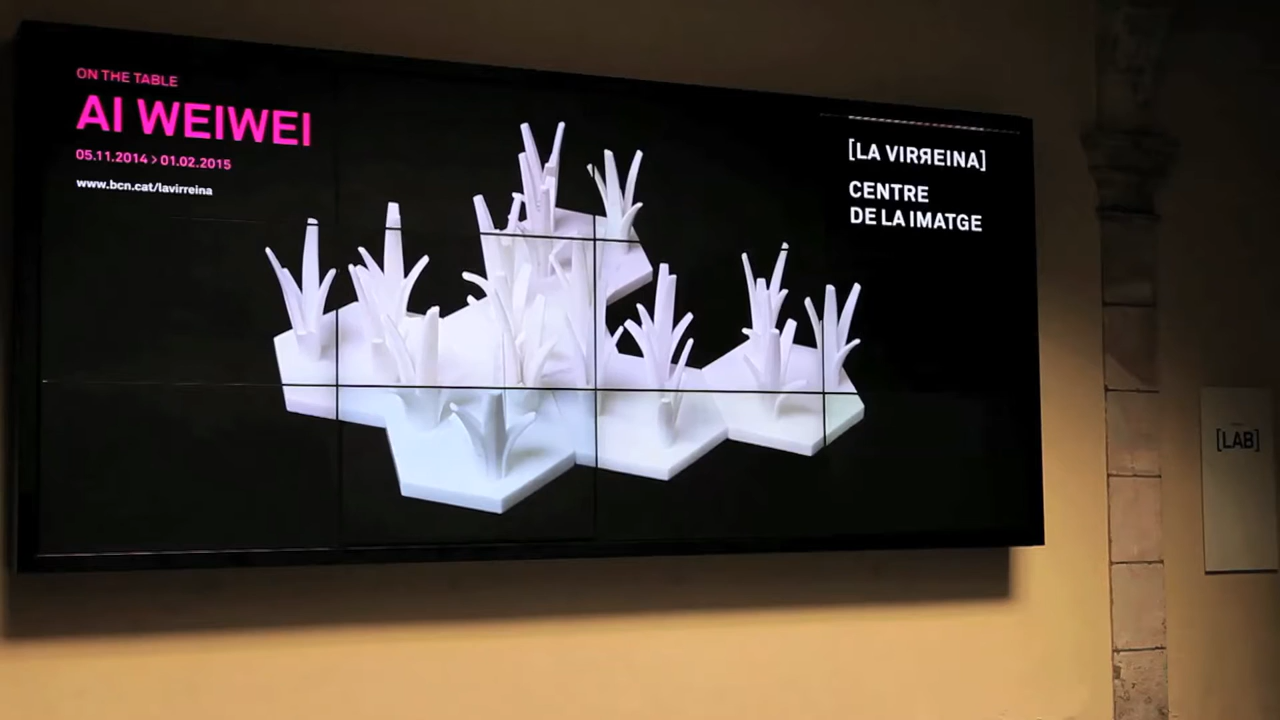 ON THE TABLE
AI WEIWEI
05.11.2014 > 01.02.2015
www.bcn.cat/lavirreina
[LA VIRЯEINA]
CENTRE
DE LA IMATGE
[LAB]